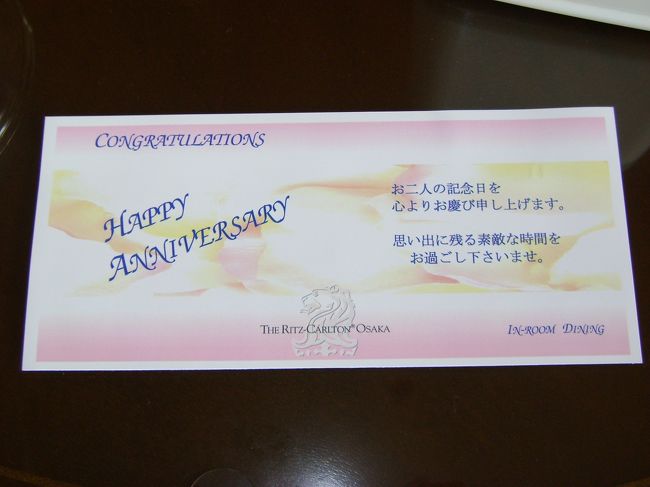 CONGRATULATIONS
HAPPY
ANNIVERSARY
お二人の記念日を
心よりお慶び申し上げます。
思い出に残る素敵な時間を
お過ごし下さいませ。
THE RITZ-CARLTON® OSAKA
IN-ROOM DINING